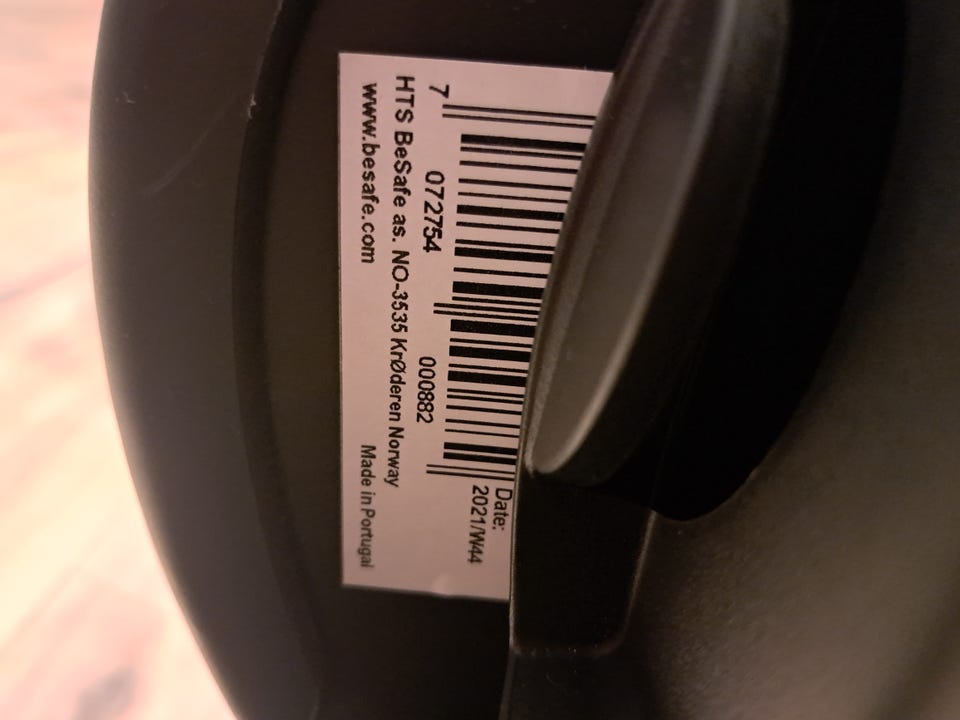 Date:
2021/W44
7 072754 000882
HTS BeSafe as. NO-3535 KrØderen Norway
www.besafe.com Made in Portugal